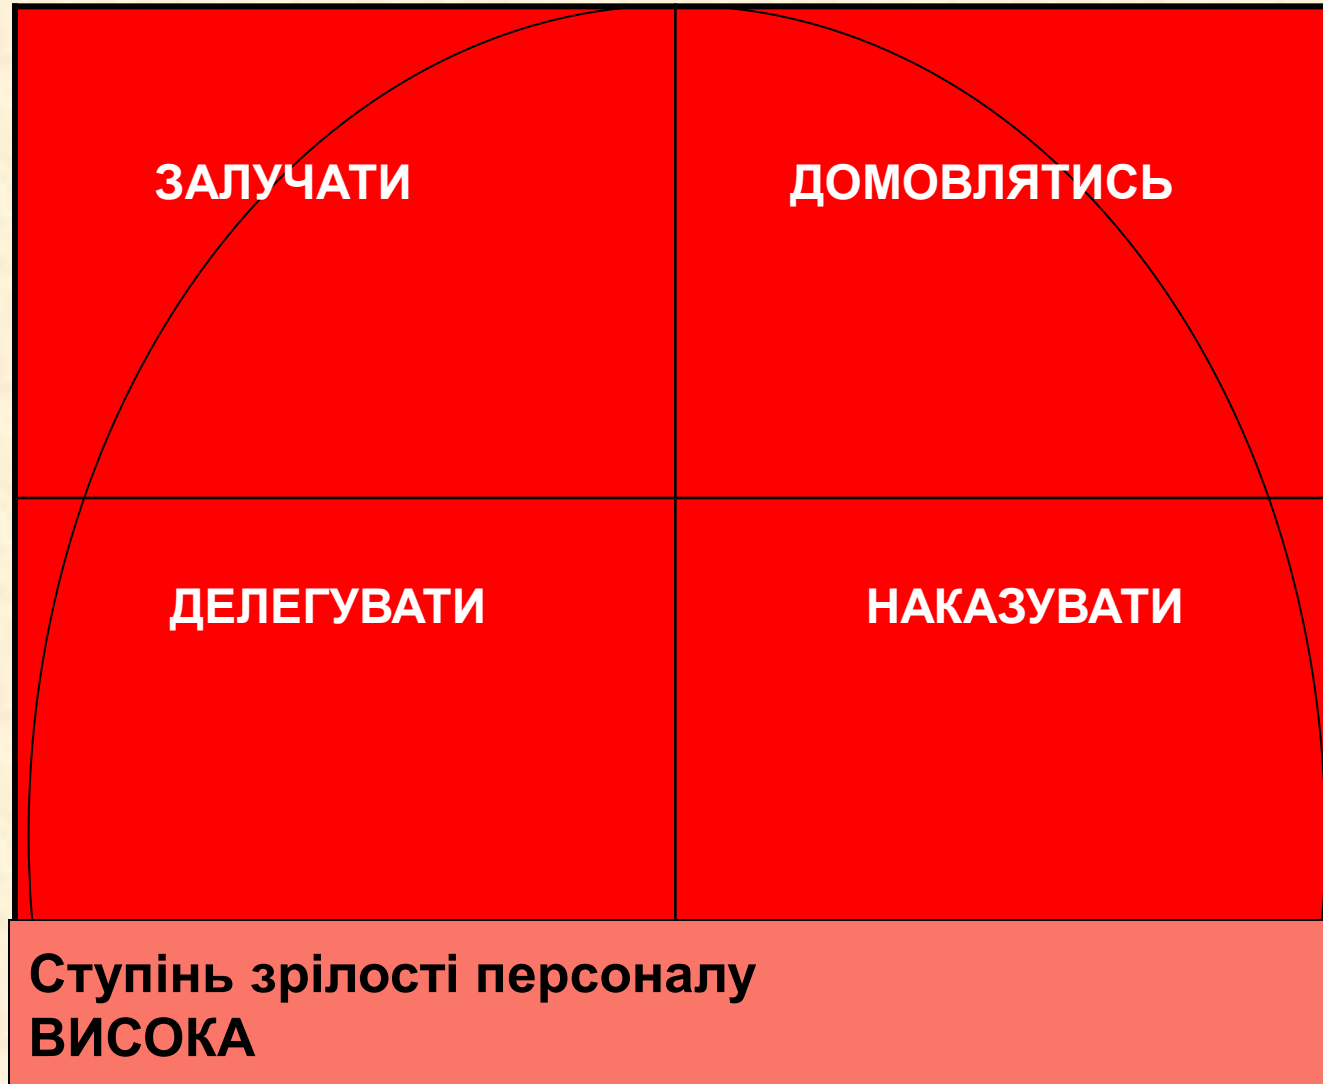 ЗАЛУЧАТИ
ДОМОВЛЯТИСЬ
ДЕЛЕГУВАТИ
НАКАЗУВАТИ
Ступінь зрілості персоналу
ВИСОКА